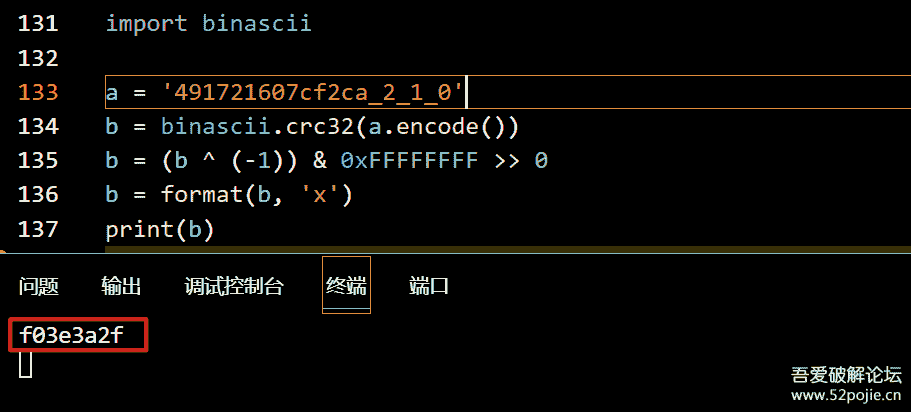 131 import binascii
132
133 a = '491721607cf2ca_2_1_0'
134 b = binascii.crc32(a.encode())
135 b = (b ^ (-1)) & 0xFFFFFFFF >> 0
136 b = format(b, 'x')
137 print(b)
问题 输出 调试控制台 终端 端口
f03e3a2f
吾爱破解论坛
www.52pojie.cn